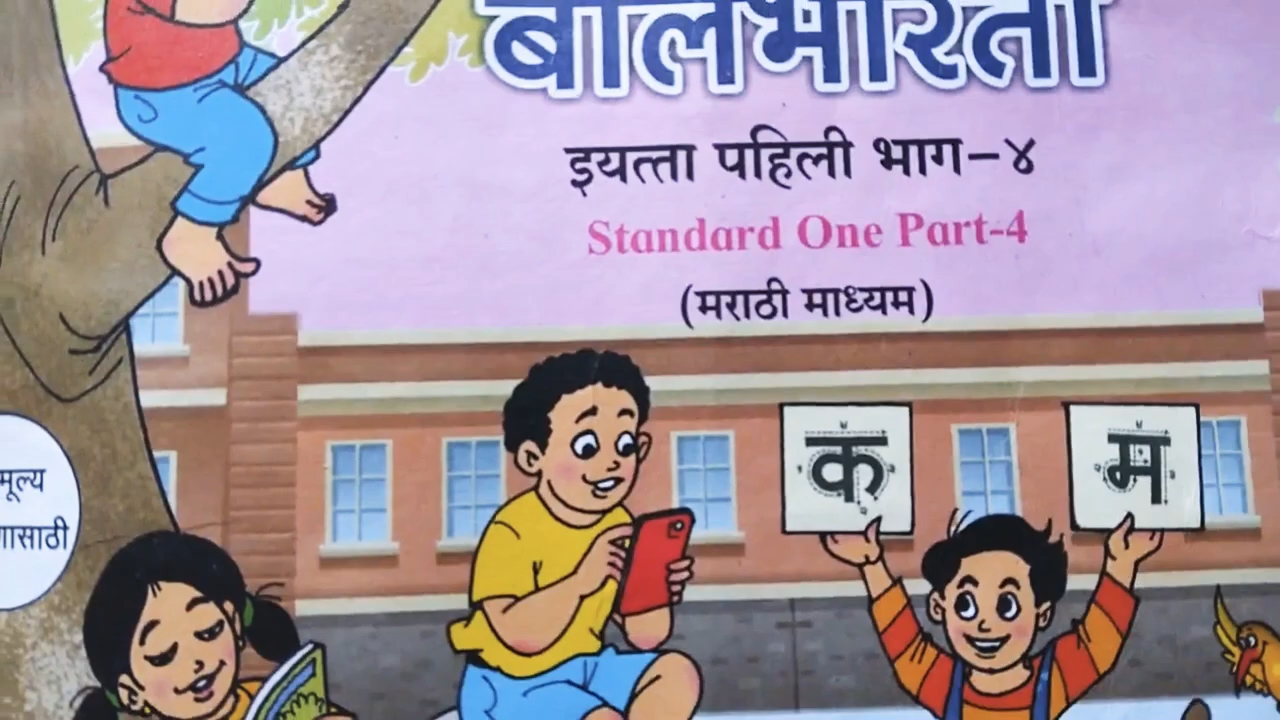 बालभारती
इयत्ता पहिली भाग-४
Standard One Part-4
(मराठी माध्यम)
क म
मूल्य